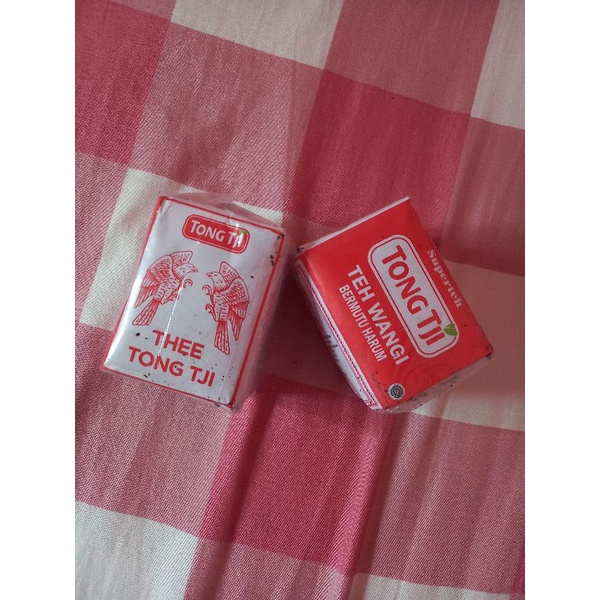 TONG TJI
THEE
TONG TJI
Superteh
TONG TJI
TEH WANGI
BERMUTU HARUM